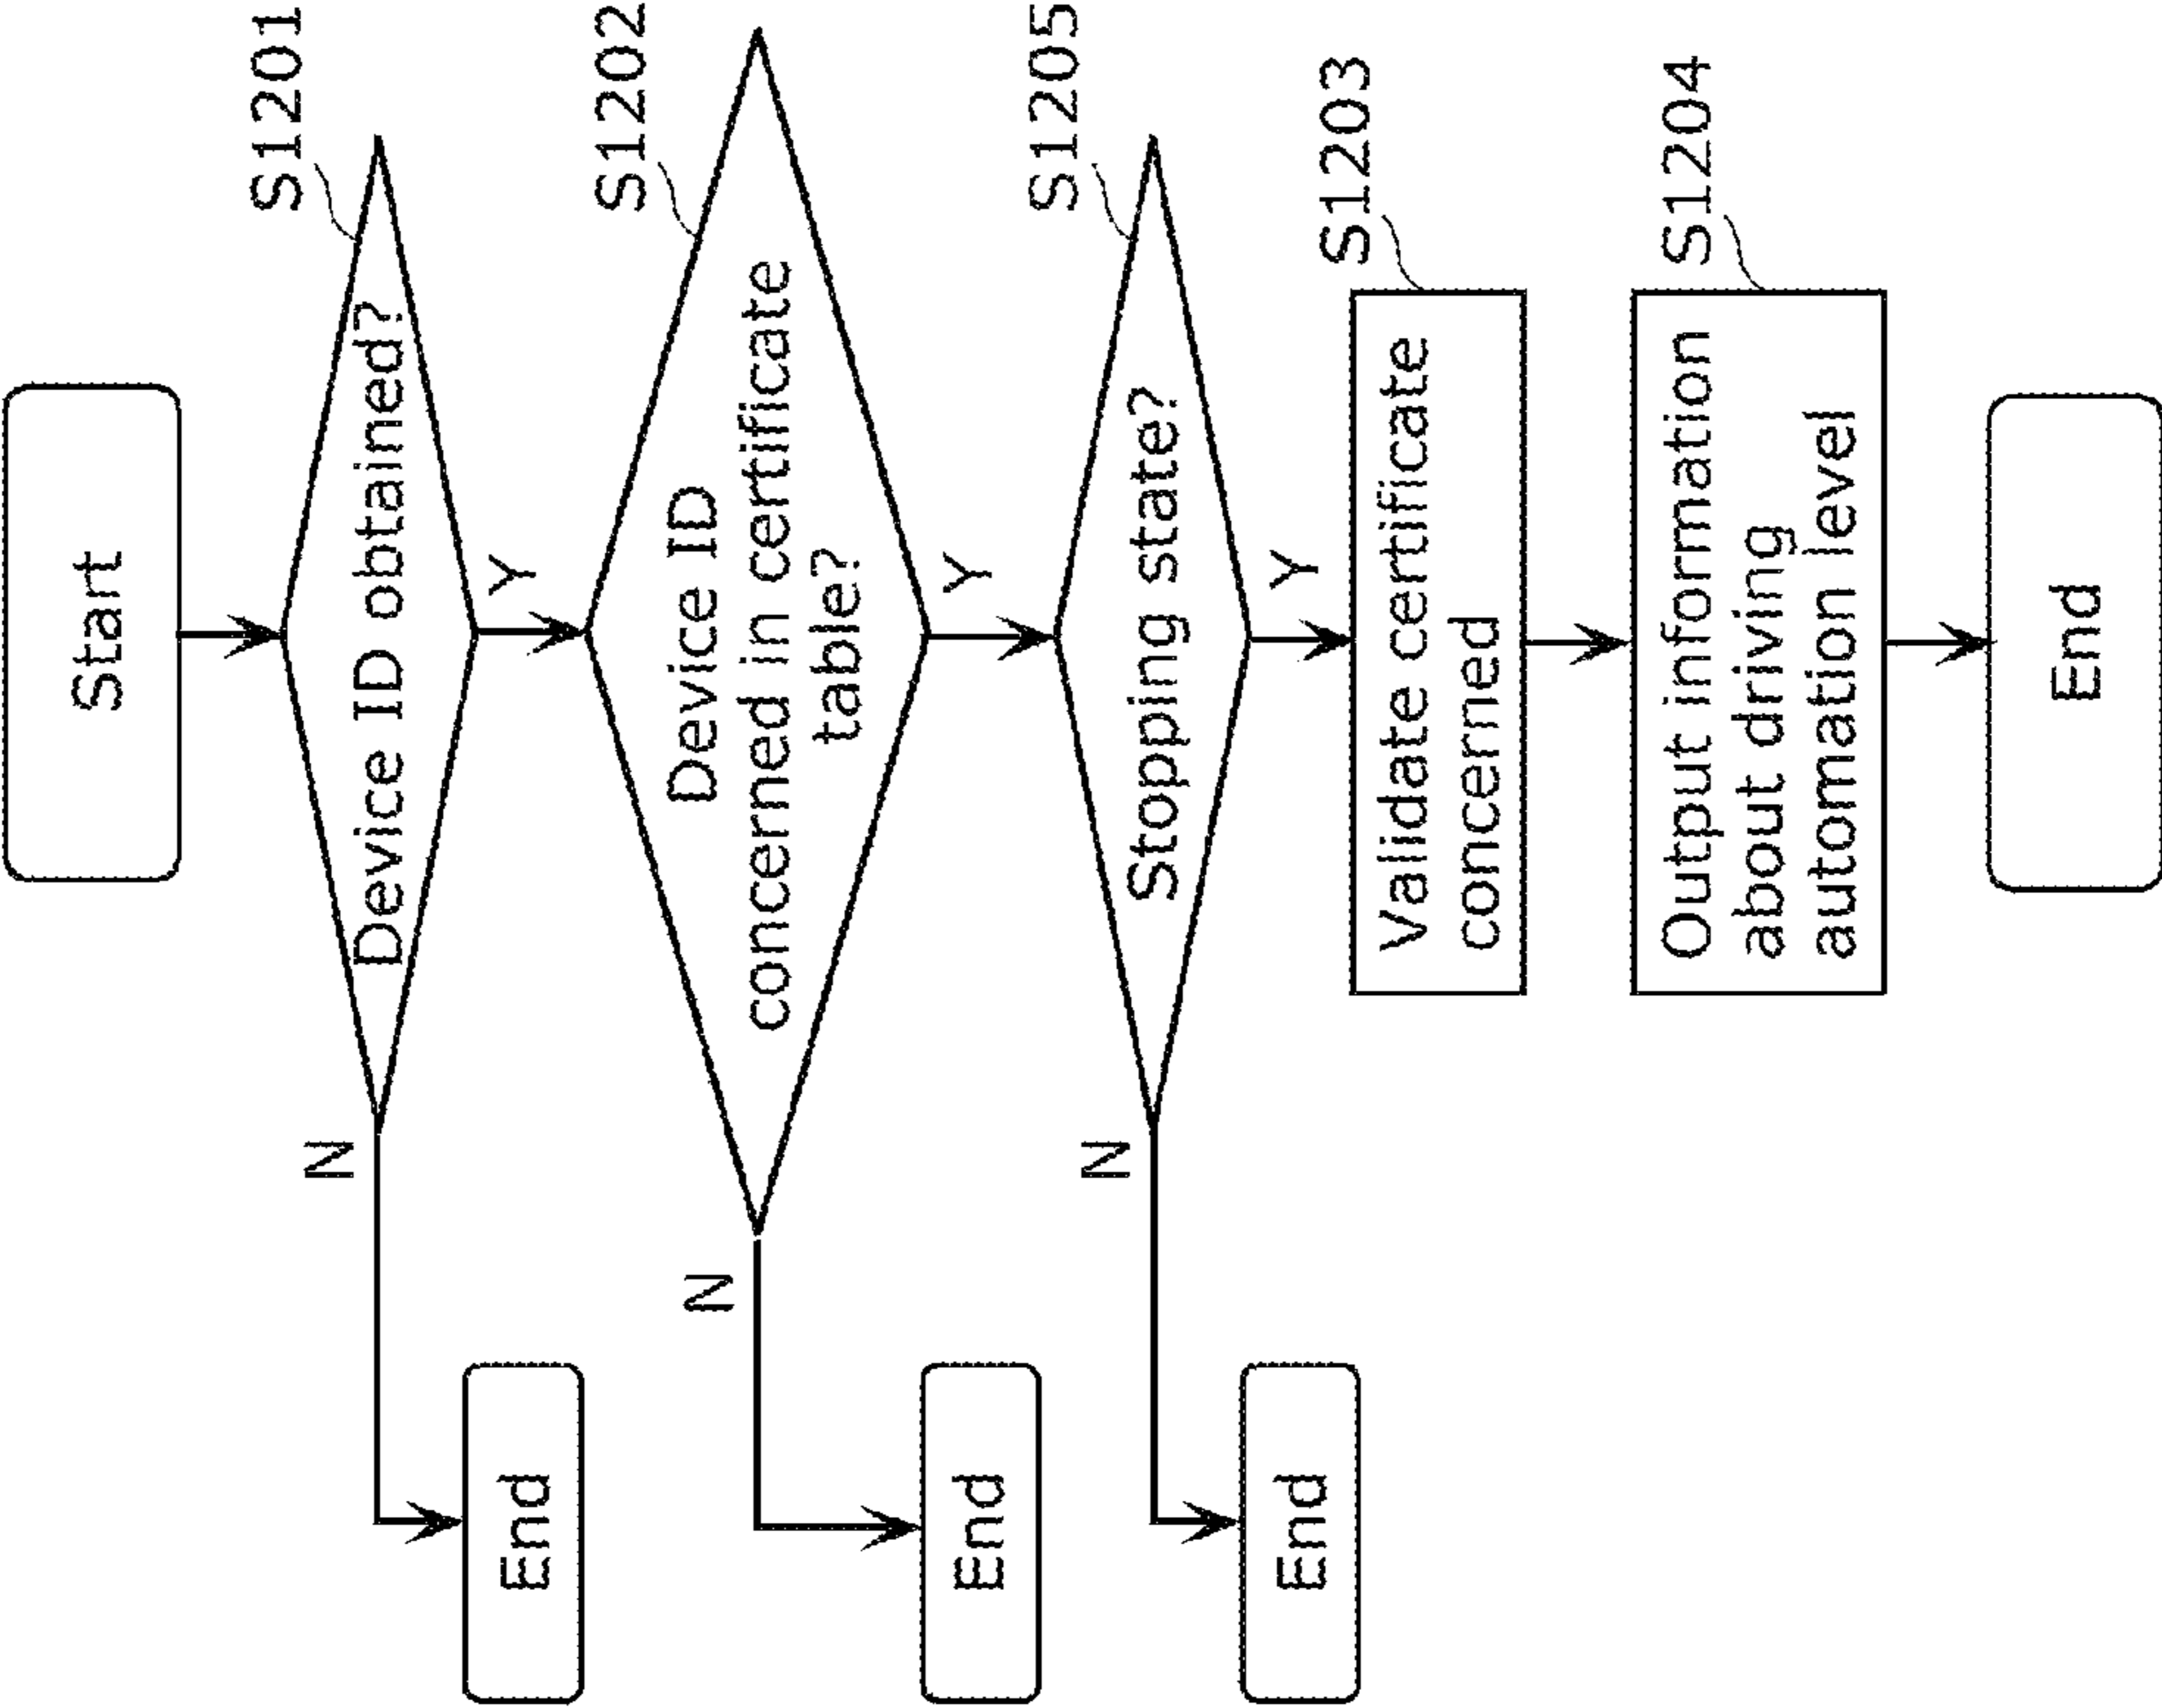 Start
S1201
Device ID obtained?
N
Y
End
S1202
Device ID
concerned in certificate
table?
N
Y
End
S1205
Stopping state?
N
Y
End
S1203
Validate certificate
concerned
S1204
Output information
about driving
automation level
End